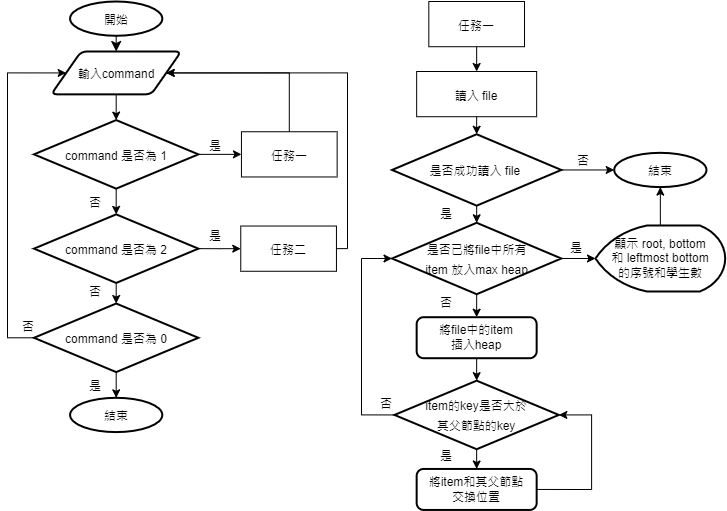 開始
輸入command
command 是否為 1
是
任務一
否
command 是否為 2
是
任務二
否
command 是否為 0
否
是
結束
任務一
讀入 file
是否成功讀入 file
否
結束
是
是否已將file中所有
item 放入max heap
是
顯示 root, bottom
和 leftmost bottom
的序號和學生數
否
將file中的item
插入heap
item的key是否大於
其父節點的key
否
是
將item和其父節點
交換位置